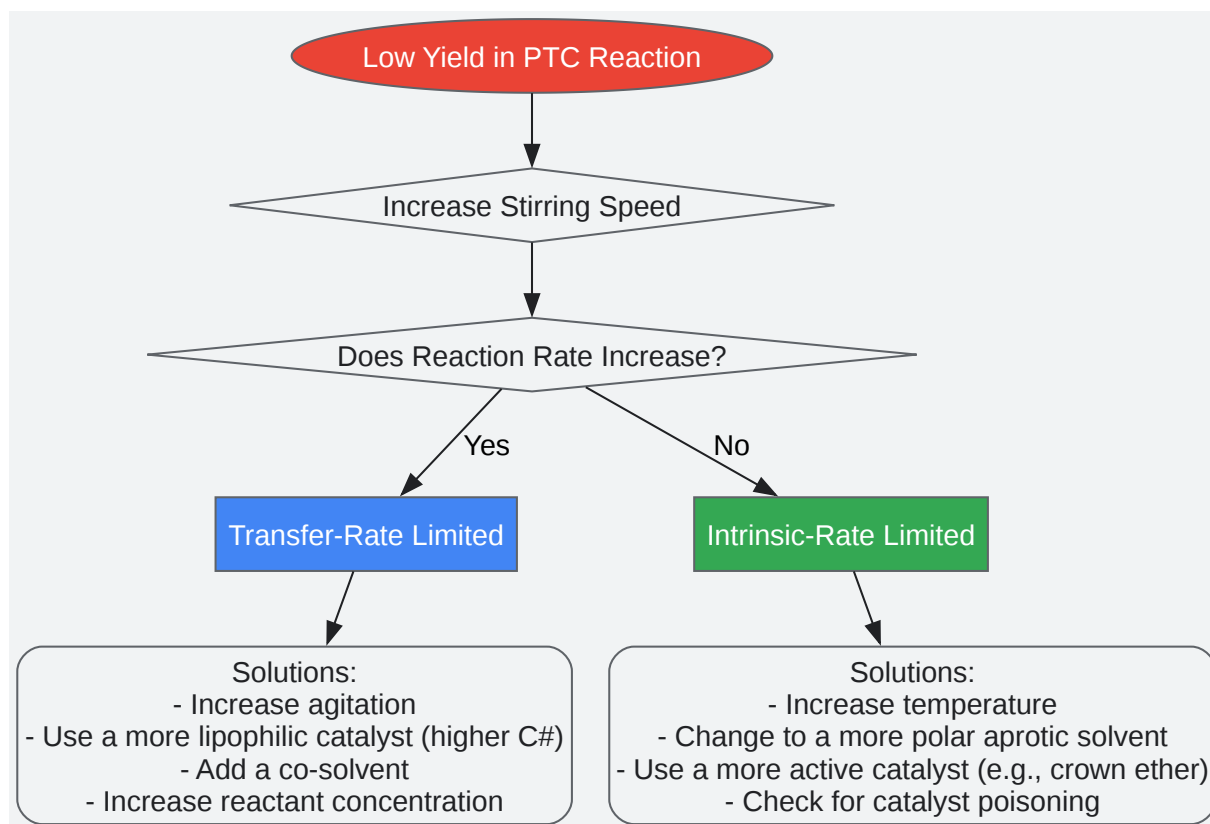 Low Yield in PTC Reaction
Increase Stirring Speed
Does Reaction Rate Increase?
Yes
No
Transfer-Rate Limited
Intrinsic-Rate Limited
Solutions:
- Increase agitation
- Use a more lipophilic catalyst (higher C#)
- Add a co-solvent
- Increase reactant concentration
Solutions:
- Increase temperature
- Change to a more polar aprotic solvent
- Use a more active catalyst (e.g., crown ether)
- Check for catalyst poisoning